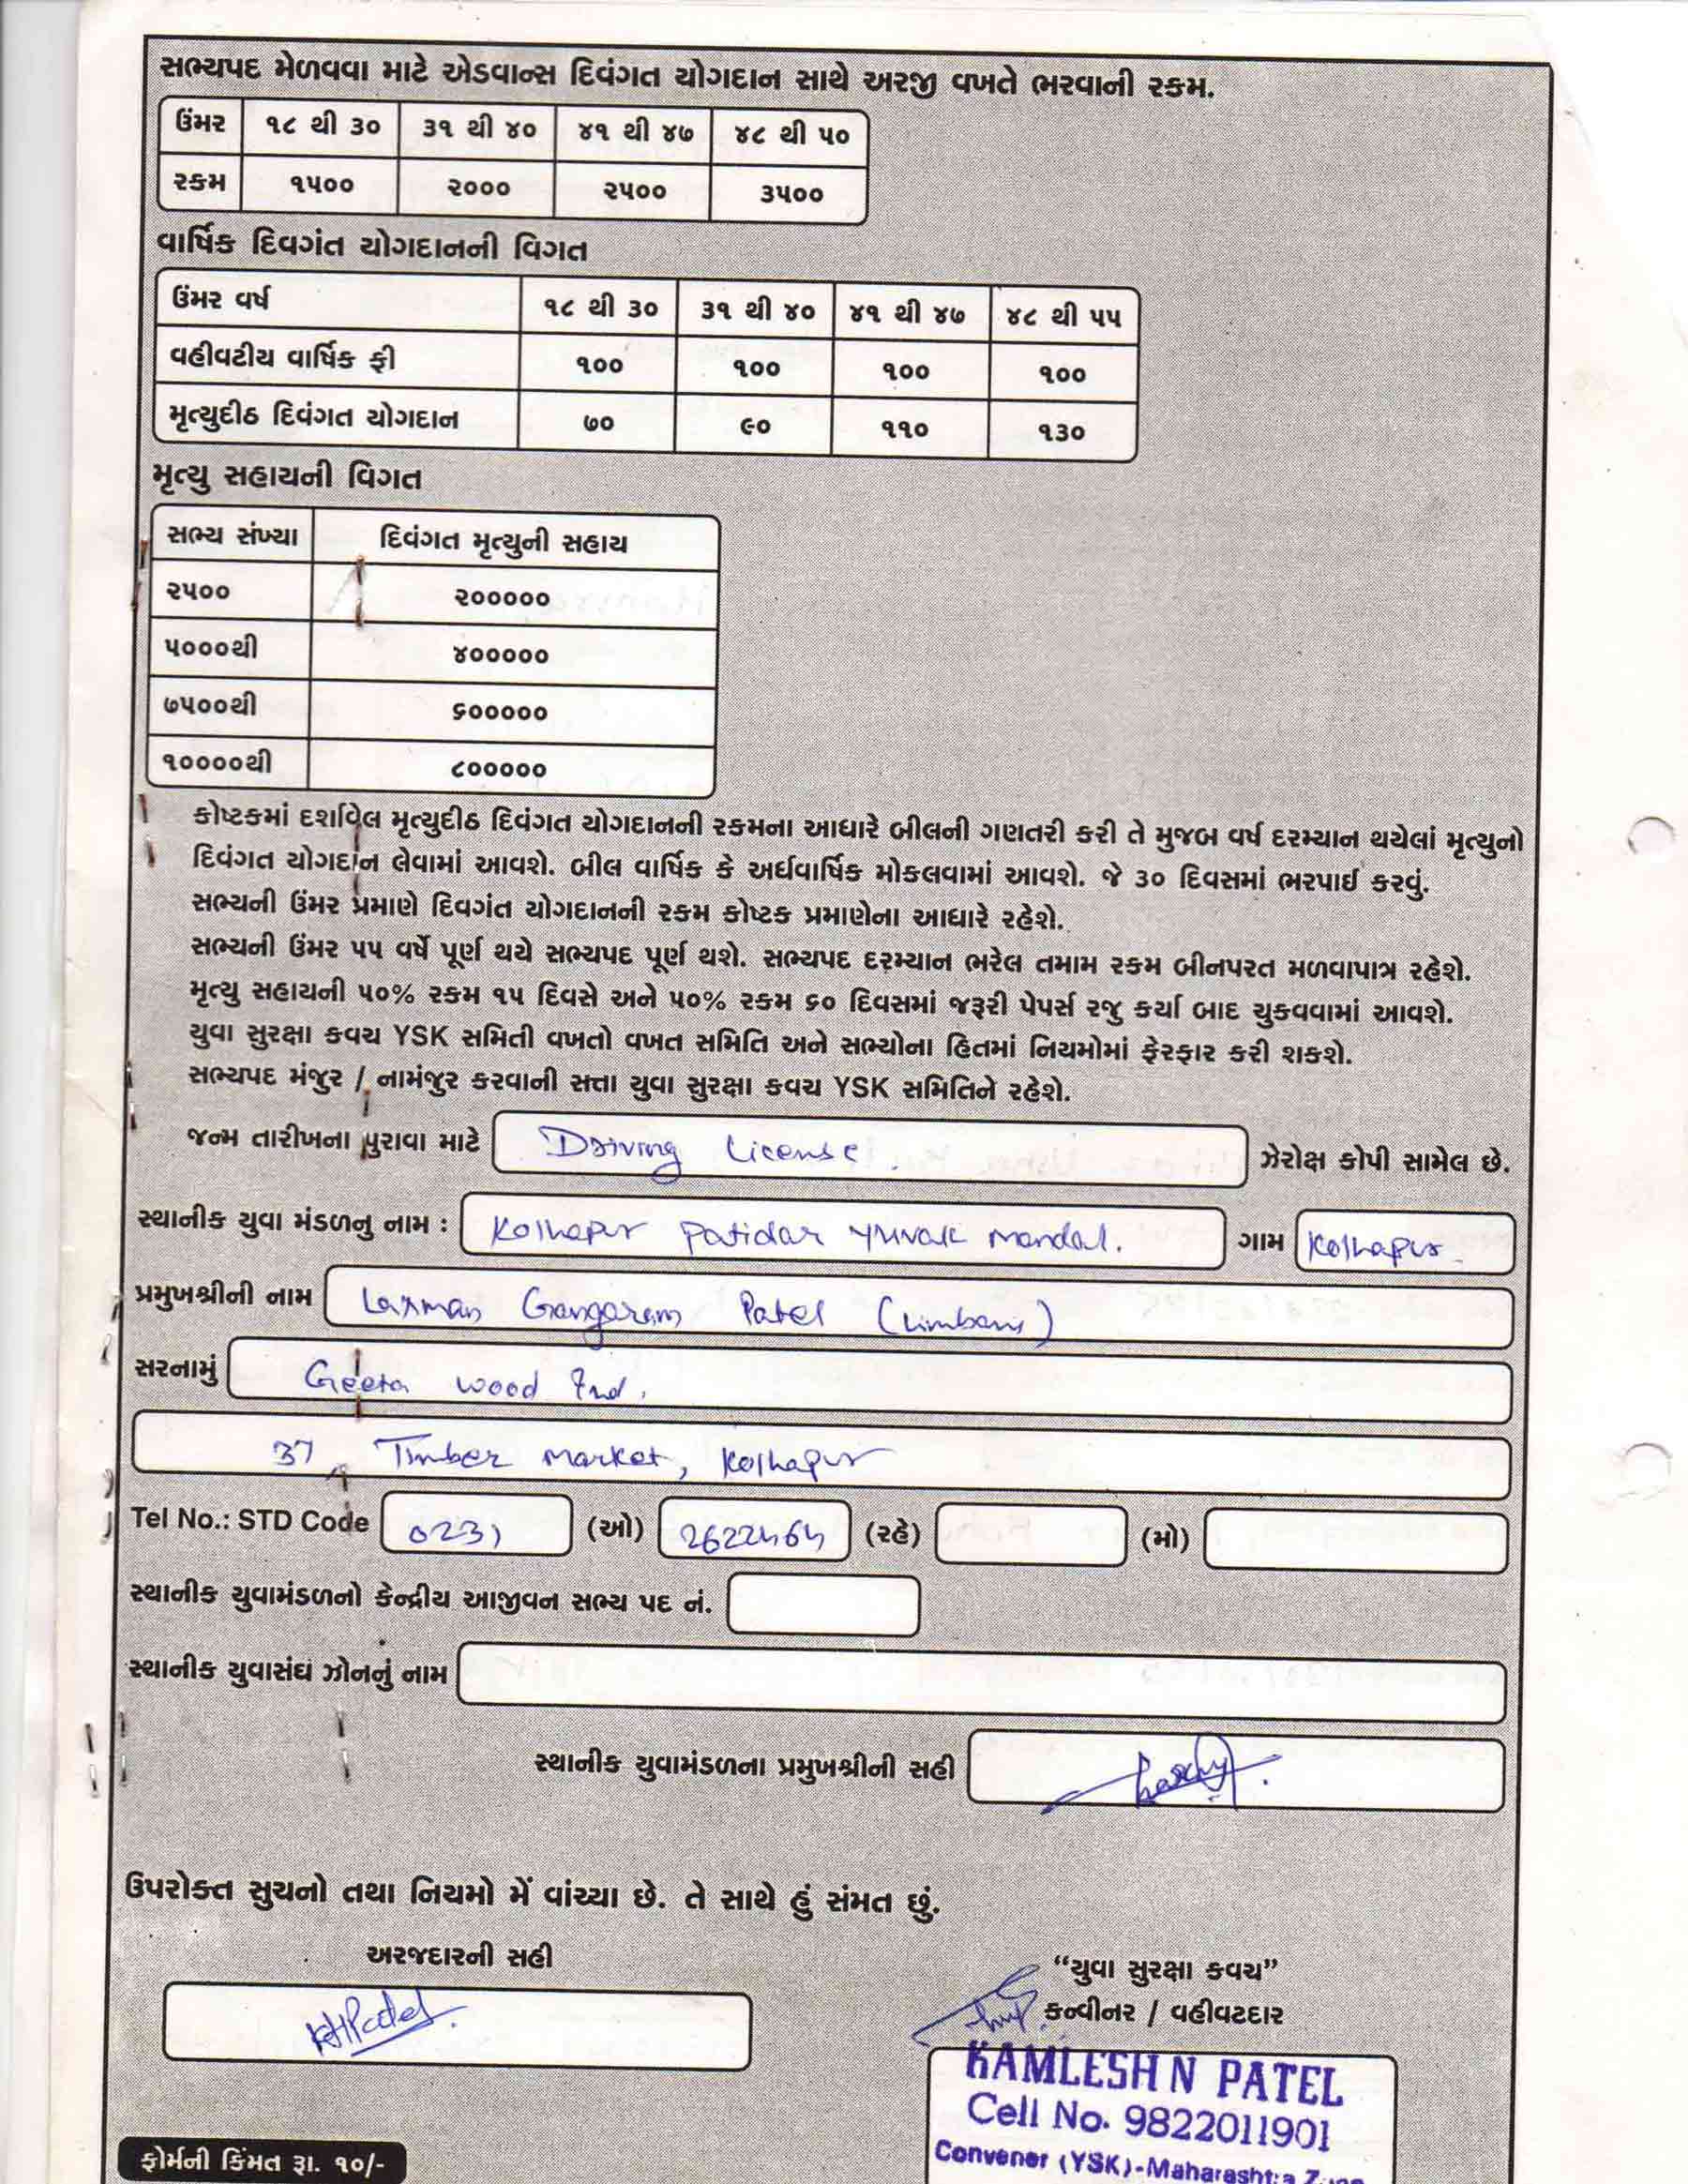 સભ્યપદ મેળવવા માટે એડવાન્સ દિવંગત યોગદાન સાથે અરજી વખતે ભરવાની રકમ.
ઉંમર ૧૮ થી ૩૦ ૩૧ થી ૪૦ ૪૧ થી ૪૭ ૪૮ થી ૫૦
રકમ ૧૫૦૦ ૨૦૦૦ ૨૫૦૦ ૩૫૦૦
વાર્ષિક દિવગંત યોગદાનની વિગત
ઉંમર વર્ષ ૧૮ થી ૩૦ ૩૧ થી ૪૦ ૪૧ થી ૪૭ ૪૮ થી ૫૫
વહીવટીય વાર્ષિક ફી ૧૦૦ ૧૦૦ ૧૦૦ ૧૦૦
મૃત્યુદીઠ દિવંગત યોગદાન ૭૦ ૯૦ ૧૧૦ ૧૩૦
મૃત્યુ સહાયની વિગત
સભ્ય સંખ્યા દિવંગત મૃત્યુની સહાય
૨૫૦૦ ૨૦૦૦૦૦
૫૦૦૦થી ૪૦૦૦૦૦
૭૫૦૦થી ૬૦૦૦૦૦
૧૦૦૦૦થી ૮૦૦૦૦૦
કોષ્ટકમાં દર્શાવેલ મૃત્યુદીઠ દિવંગત યોગદાનની રકમના આધારે બીલની ગણતરી કરી તે મુજબ વર્ષ દરમ્યાન થયેલાં મૃત્યુનો
દિવંગત યોગદાન લેવામાં આવશે. બીલ વાર્ષિક કે અર્ધવાર્ષિક મોકલવામાં આવશે. જે ૩૦ દિવસમાં ભરપાઈ કરવું.
સભ્યની ઉંમર પ્રમાણે દિવગંત યોગદાનની રકમ કોષ્ટક પ્રમાણેના આધારે રહેશે.
સભ્યની ઉંમર ૫૫ વર્ષે પૂર્ણ થયે સભ્યપદ પૂર્ણ થશે. સભ્યપદ દરમ્યાન ભરેલ તમામ રકમ બીનપરત મળવાપાત્ર રહેશે.
મૃત્યુ સહાયની ૫૦% રકમ ૧૫ દિવસે અને ૫૦% રકમ ૬૦ દિવસમાં જરૂરી પેપર્સ રજુ કર્યા બાદ ચુકવવામાં આવશે.
યુવા સુરક્ષા કવચ YSK સમિતી વખતો વખત સમિતિ અને સભ્યોના હિતમાં નિયમોમાં ફેરફાર કરી શકશે.
સભ્યપદ મંજુર / નામંજુર કરવાની સત્તા યુવા સુરક્ષા કવચ YSK સમિતિને રહેશે.
જન્મ તારીખના પુરાવા માટે Driving License. ઝેરોક્ષ કોપી સામેલ છે.
સ્થાનીક યુવા મંડળનુ નામ : Kolhapur Patidar Yuvak Mandal. ગામ Kolhapur
પ્રમુખશ્રીની નામ Laxman Gangaram Patel (Limbani)
સરનામું Geeta wood Ind.
37, Timber Market, Kolhapur
Tel No.: STD Code 0231 (ઓ) 2622464 (રહે) (મો)
સ્થાનીક યુવામંડળનો કેન્દ્રીય આજીવન સભ્ય પદ નં.
સ્થાનીક યુવાસંઘ ઝોનનું નામ
સ્થાનીક યુવામંડળના પ્રમુખશ્રીની સહી
ઉપરોક્ત સુચનો તથા નિયમો મેં વાંચ્યા છે. તે સાથે હું સંમત છું.
અરજદારની સહી
"યુવા સુરક્ષા કવચ"
કન્વીનર / વહીવટદાર
KHPatel
KAMLESH N PATEL
Cell No. 9822011901
Convener (YSK)-Maharashtra Zone
ફોર્મની કિંમત રૂા. ૧૦/-